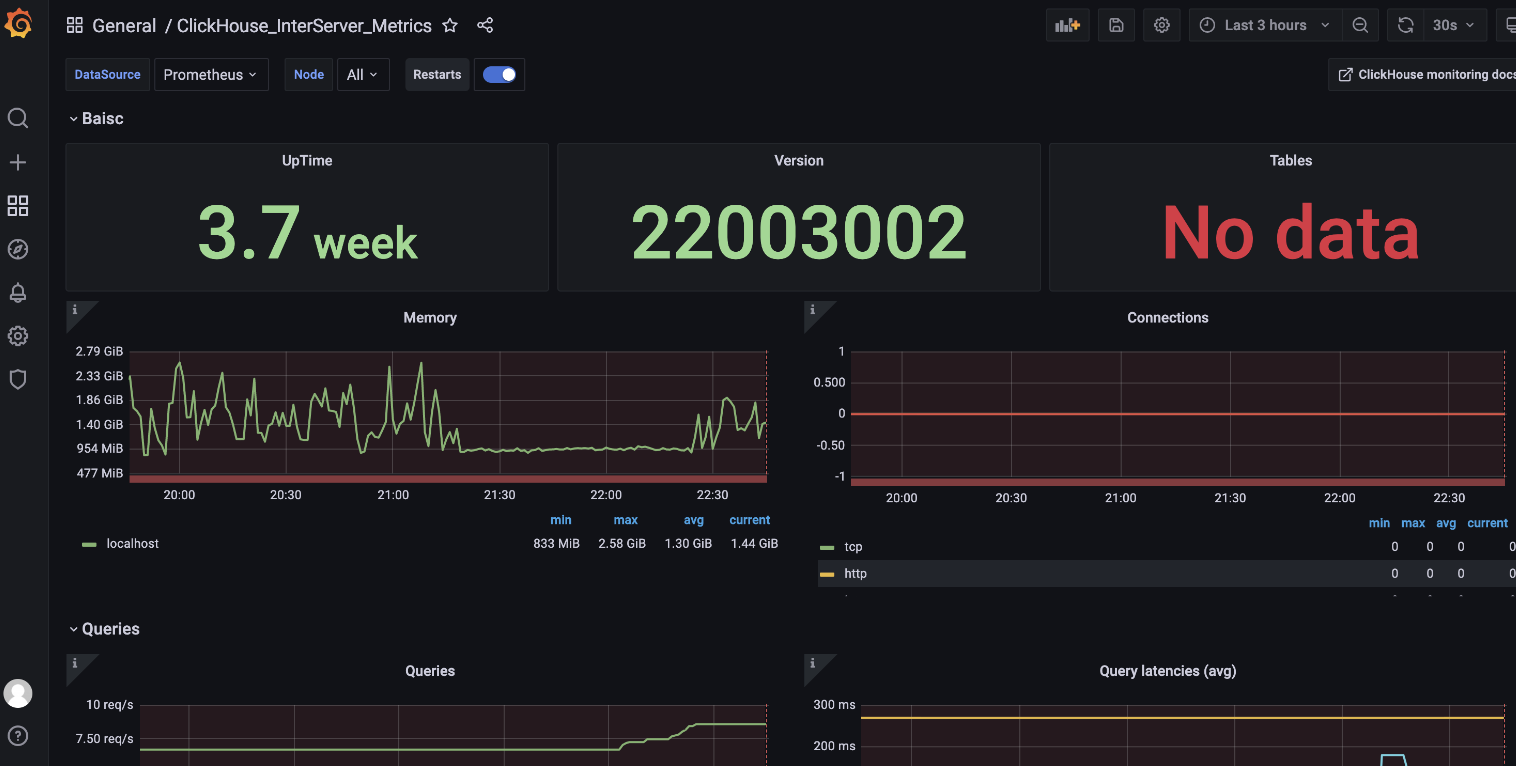 General / ClickHouse_InterServer_Metrics
Last 3 hours
30s
DataSource Prometheus Node All Restarts
ClickHouse monitoring docs
Baisc
UpTime
3.7 week
Version
22003002
Tables
No data
i
Memory
2.79 GiB
2.33 GiB
1.86 GiB
1.40 GiB
954 MiB
477 MiB
20:00 20:30 21:00 21:30 22:00 22:30
min max avg current
localhost 833 MiB 2.58 GiB 1.30 GiB 1.44 GiB
i
Connections
1
0.500
0
-0.50
-1
20:00 20:30 21:00 21:30 22:00 22:30
min max avg current
tcp 0 0 0 0
http 0 0 0 0
Queries
i
Queries
10 req/s
7.50 req/s
i
Query latencies (avg)
300 ms
200 ms